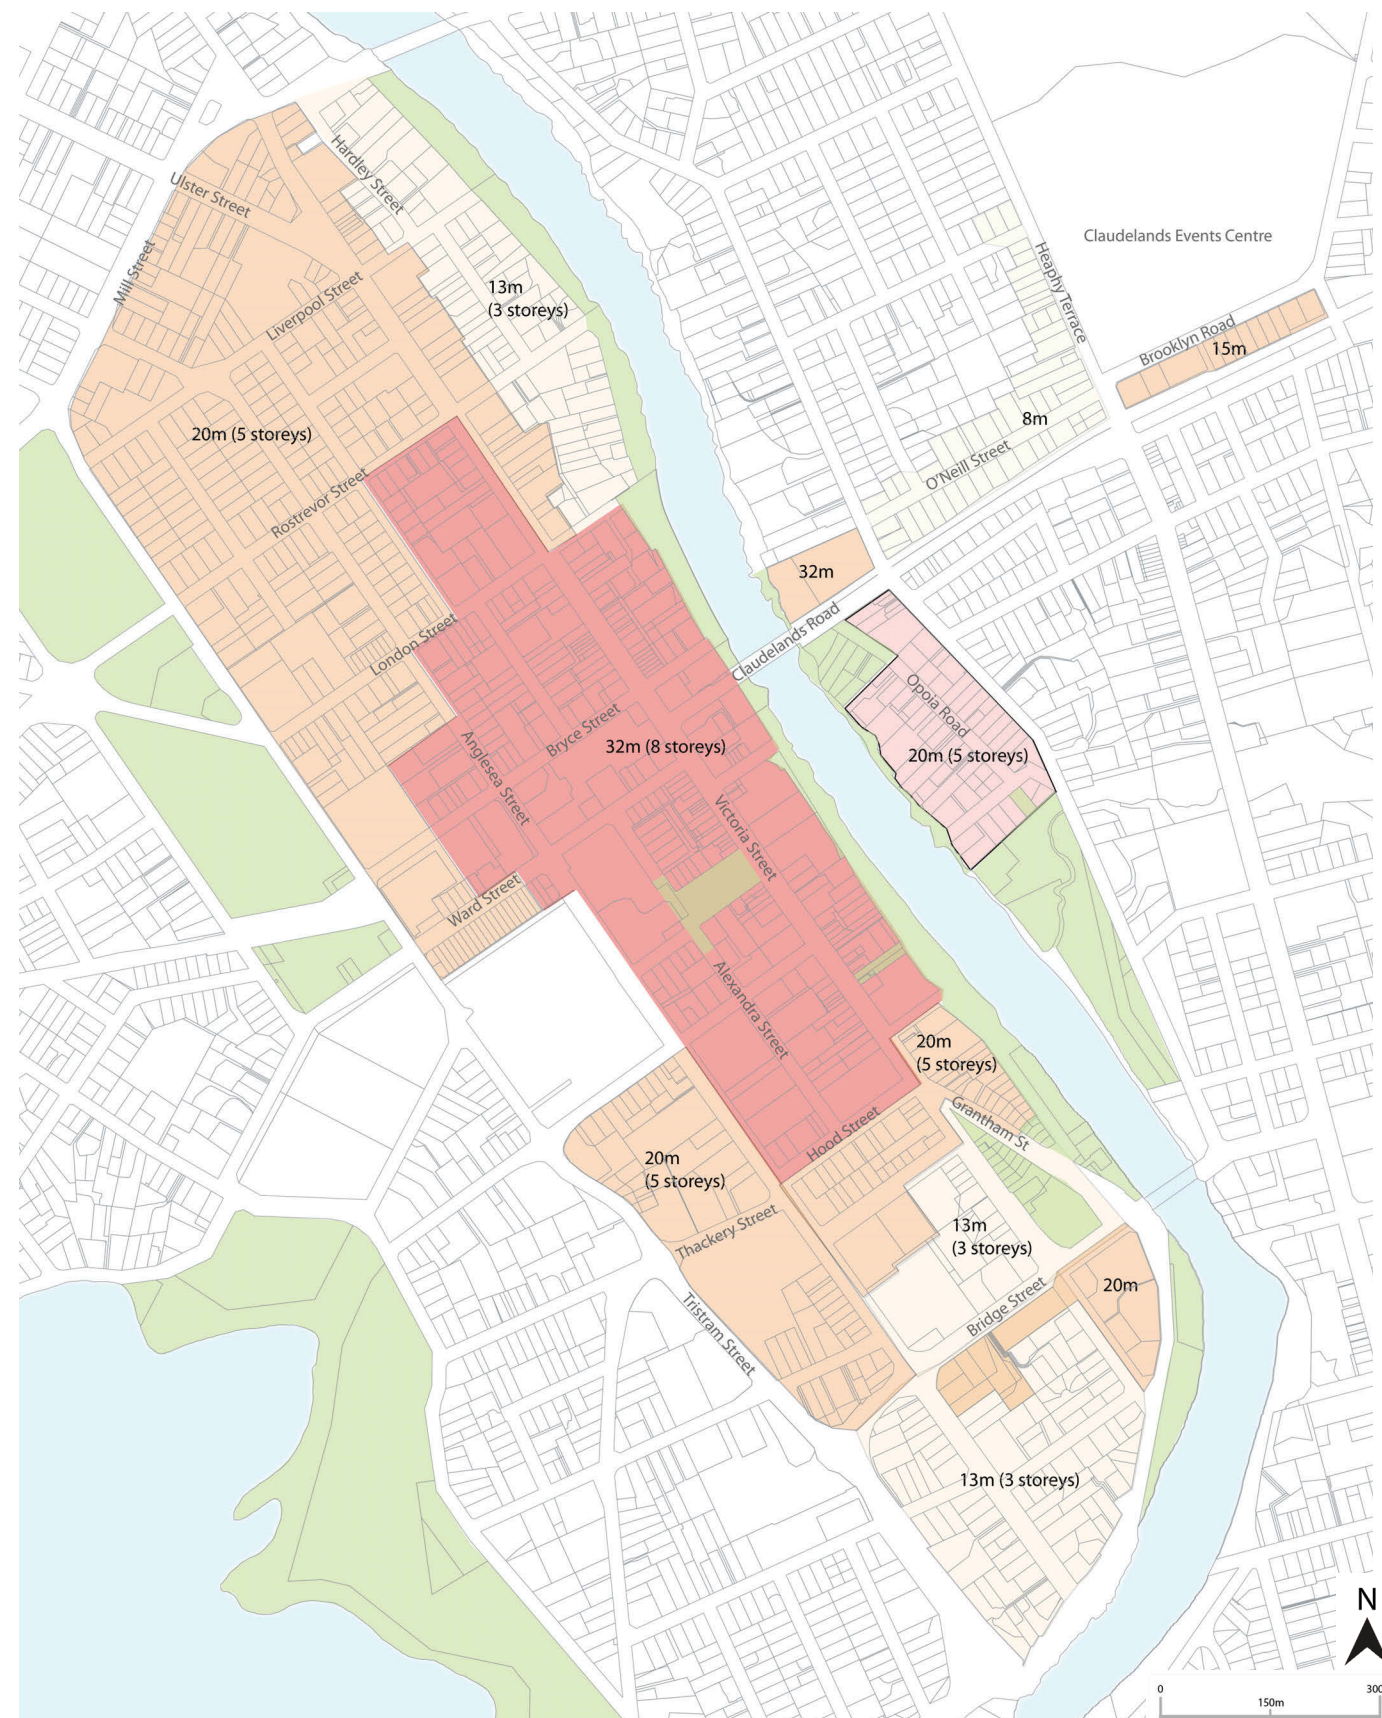 Hardley Street
Ulster Street
Claudelands Events Centre
Mill Street
Heaphy Terrace
13m
(3 storeys)
Liverpool Street
Brooklyn Road
15m
8m
20m (5 storeys)
O'Neill Street
Rostrevor Street
32m
London Street
Claudelands Road
Opoia Road
Bryce Street
32m (8 storeys)
20m (5 storeys)
Anglesea Street
Victoria Street
Ward Street
Alexandra Street
20m
(5 storeys)
Grantham St
Hood Street
20m
(5 storeys)
Thackery Street
13m
(3 storeys)
20m
Bridge Street
Tristram Street
13m (3 storeys)
N
0
150m
300